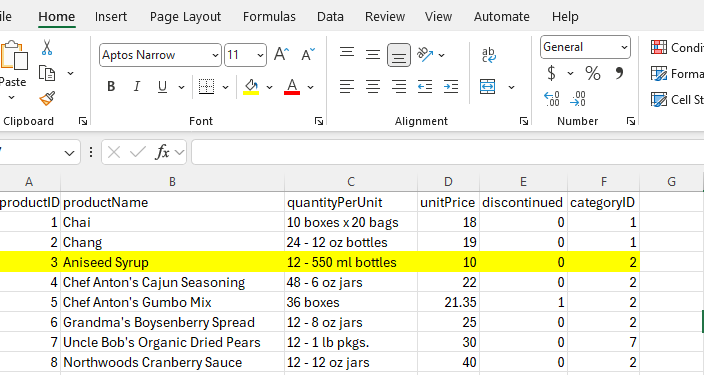 File Home Insert Page Layout Formulas Data Review View Automate Help
Aptos Narrow 11 A A ab General Condi
Paste B I U A $ % 9 Forma
.00 .00 Cell St
Clipboard Font Alignment Number
fx
A B C D E F G
productID productName quantityPerUnit unitPrice discontinued categoryID
1 Chai 10 boxes x 20 bags 18 0 1
2 Chang 24 - 12 oz bottles 19 0 1
3 Aniseed Syrup 12 - 550 ml bottles 10 0 2
4 Chef Anton's Cajun Seasoning 48 - 6 oz jars 22 0 2
5 Chef Anton's Gumbo Mix 36 boxes 21.35 1 2
6 Grandma's Boysenberry Spread 12 - 8 oz jars 25 0 2
7 Uncle Bob's Organic Dried Pears 12 - 1 lb pkgs. 30 0 7
8 Northwoods Cranberry Sauce 12 - 12 oz jars 40 0 2